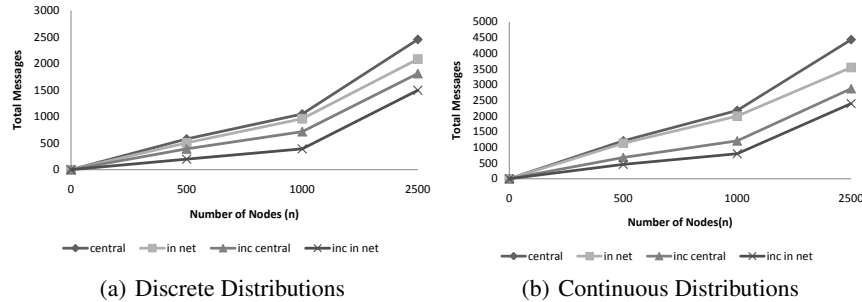 3000
2500
2000
1500
1000
500
0
Total Messages
0 500 1000 2500
Number of Nodes (n)
central in net inc central inc in net
(a) Discrete Distributions
5000
4500
4000
3500
3000
2500
2000
1500
1000
500
0
Total Messages
0 500 1000 2500
Number of Nodes(n)
central in net inc central inc in net
(b) Continuous Distributions